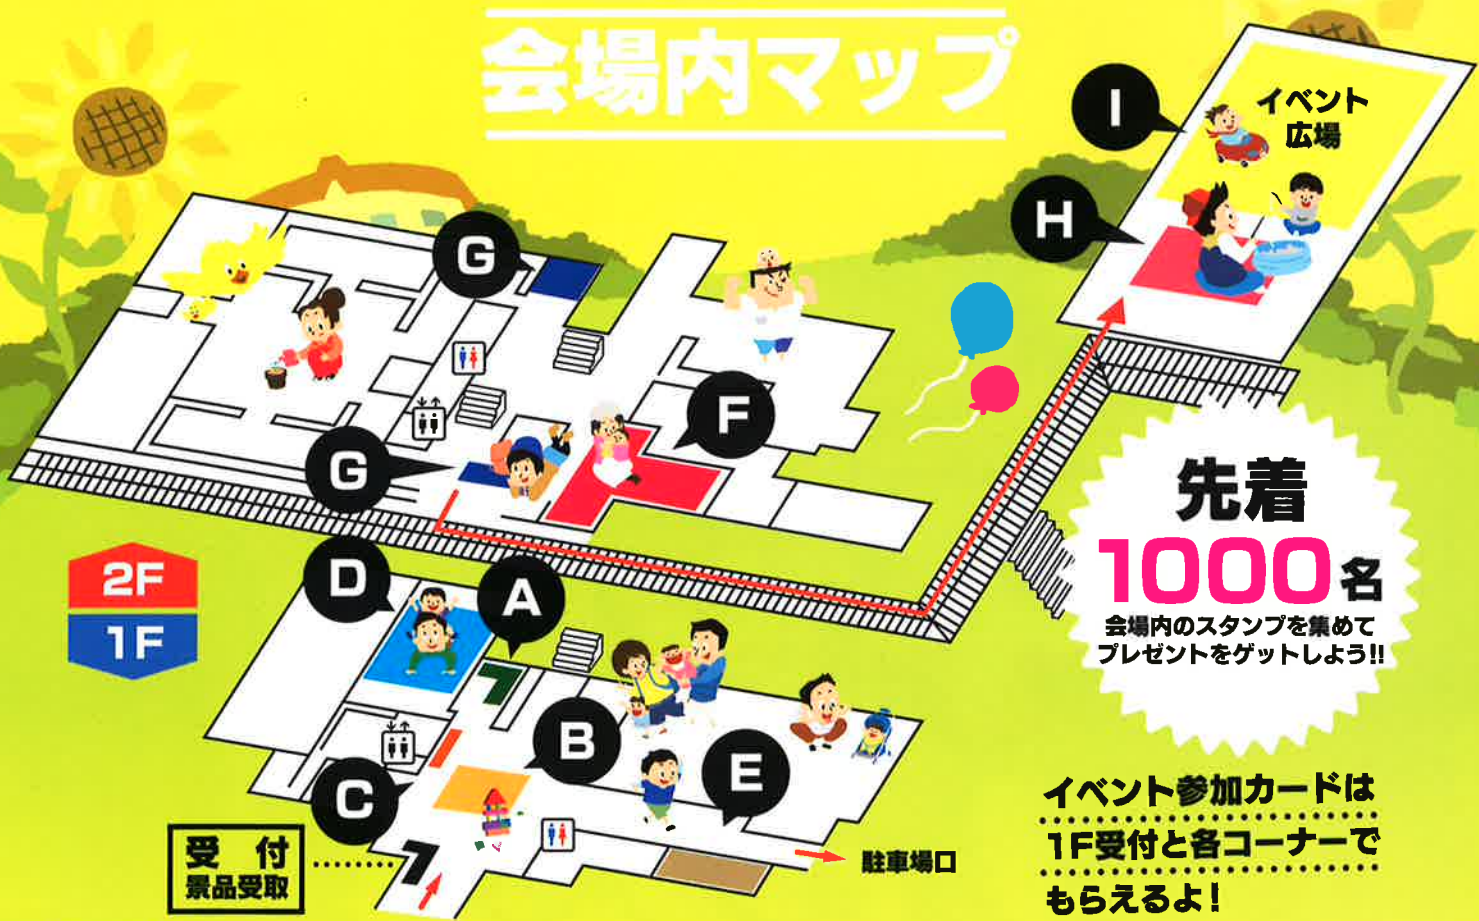 会場内マップ
I
イベント
広場
H
G
F
G
先着
1000名
会場内のスタンプを集めて
プレゼントをゲットしよう!!
2F
1F
D
A
B
E
C
受 付
景品受取
駐車場口
イベント参加カードは
1F受付と各コーナーで
もらえるよ!